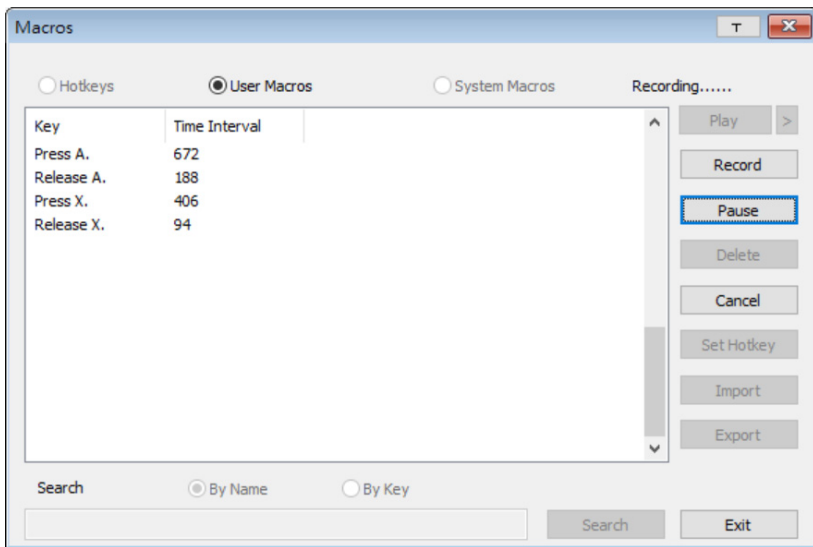 Macros T
Hotkeys User Macros System Macros Recording......
Key Time Interval Play >
Press A. 672
Release A. 188 Record
Press X. 406
Release X. 94 Pause
Delete
Cancel
Set Hotkey
Import
Export
Search By Name By Key
Search Exit